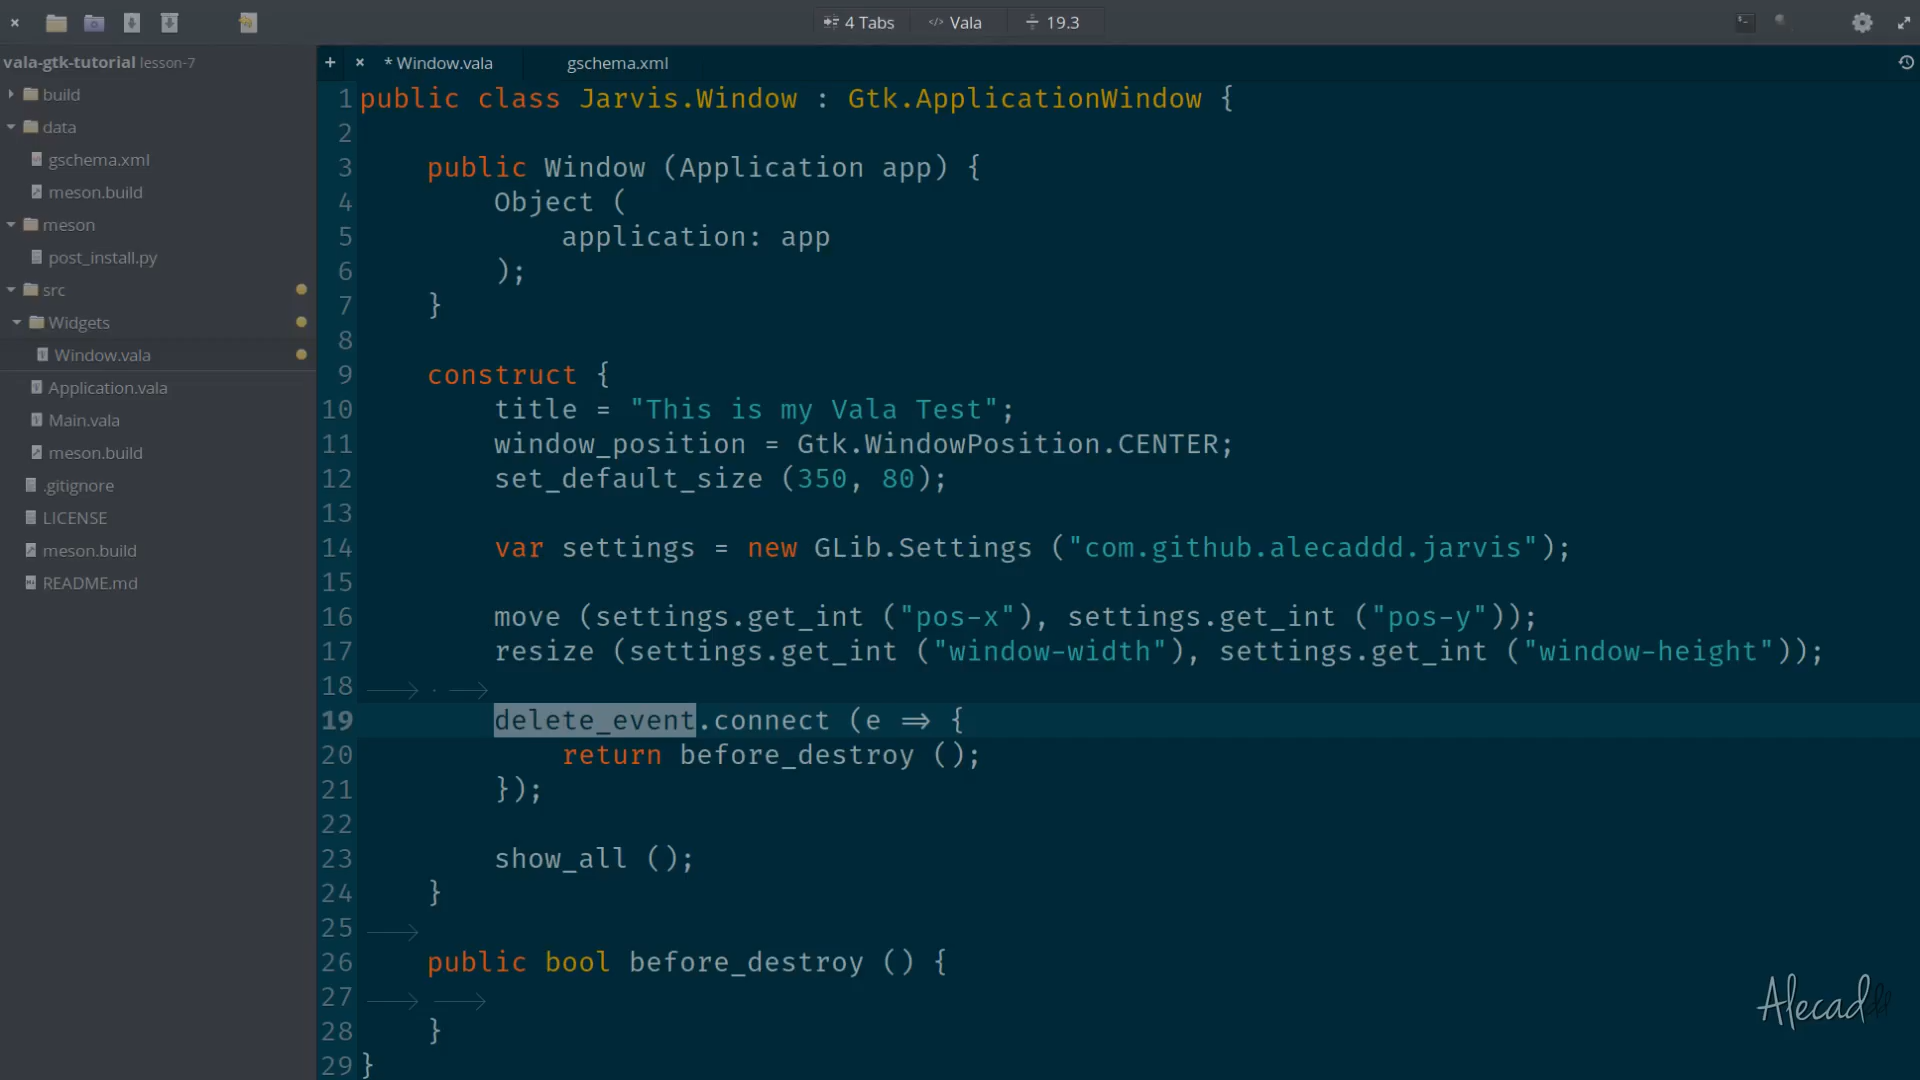 4 Tabs
Vala
19.3
vala-gtk-tutorial lesson-7
build
data
gschema.xml
meson.build
meson
post_install.py
src
Widgets
Window.vala
Application.vala
Main.vala
meson.build
.gitignore
LICENSE
meson.build
README.md
* Window.vala
gschema.xml
1 public class Jarvis.Window : Gtk.ApplicationWindow {
2
3     public Window (Application app) {
4         Object (
5             application: app
6         );
7     }
8
9     construct {
10         title = "This is my Vala Test";
11         window_position = Gtk.WindowPosition.CENTER;
12         set_default_size (350, 80);
13
14         var settings = new GLib.Settings ("com.github.alecaddd.jarvis");
15
16         move (settings.get_int ("pos-x"), settings.get_int ("pos-y"));
17         resize (settings.get_int ("window-width"), settings.get_int ("window-height"));
18
19         delete_event.connect (e => {
20             return before_destroy ();
21         });
22
23         show_all ();
24     }
25
26     public bool before_destroy () {
27
28     }
29 }
Alecaddd